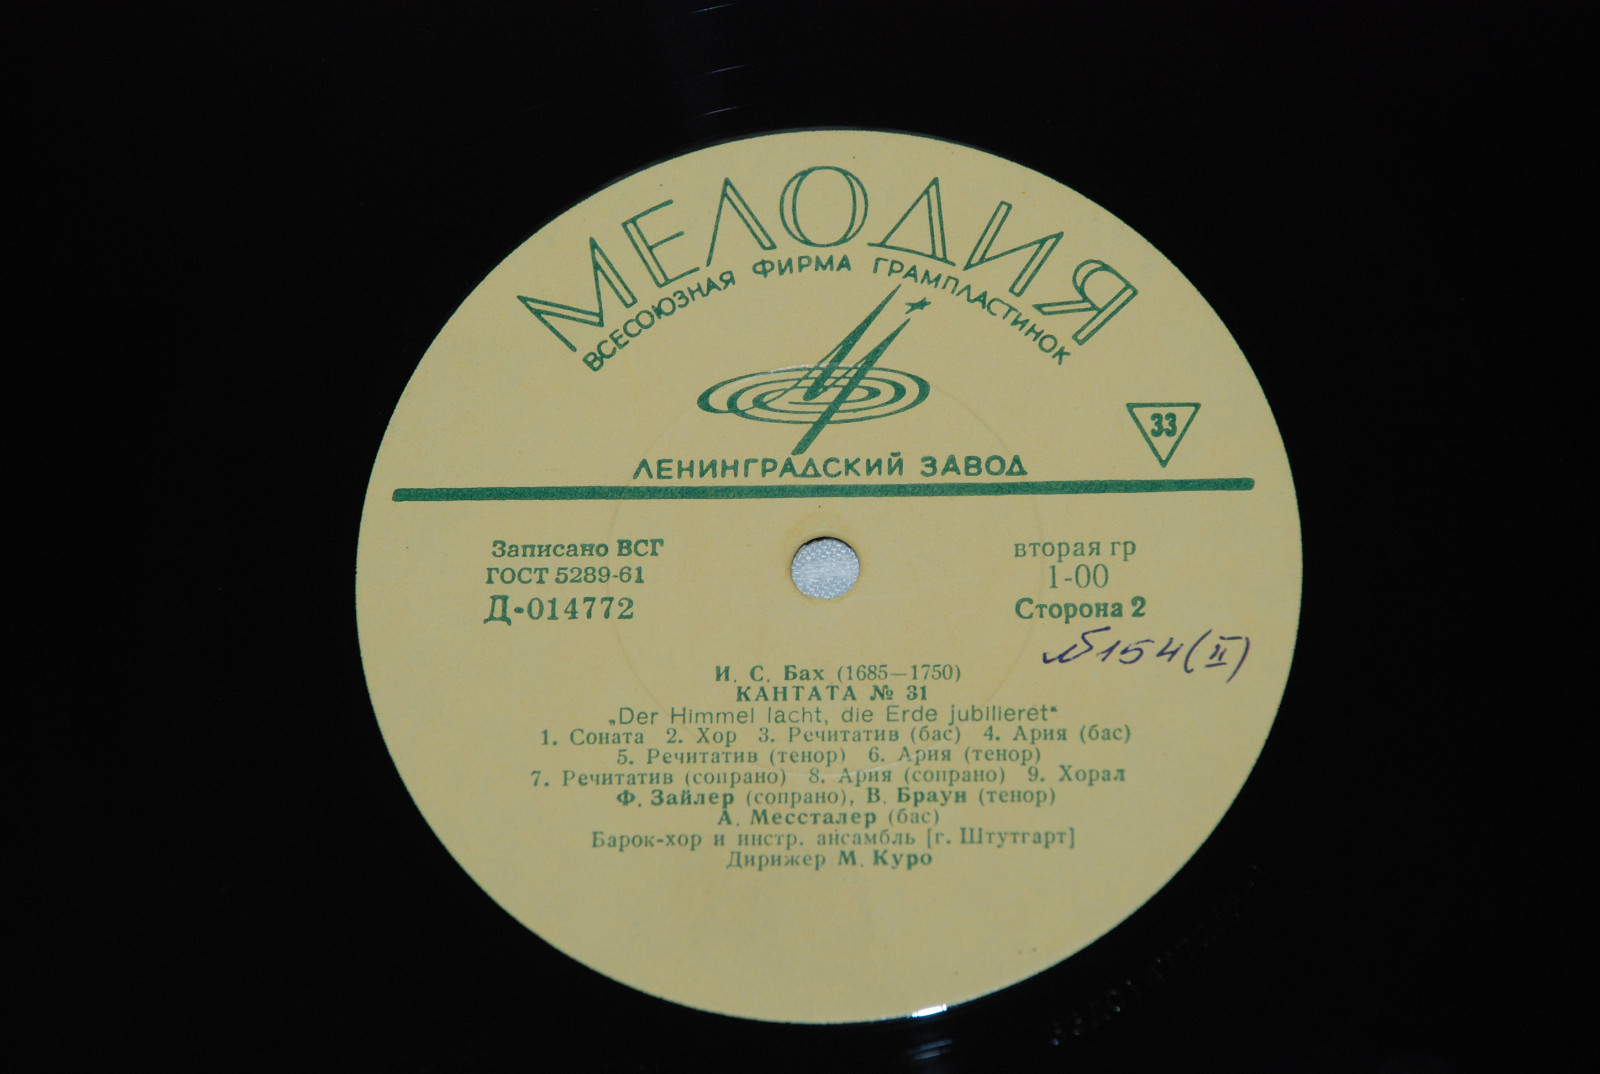 МЕЛОДИЯ
ВСЕСОЮЗНАЯ ФИРМА ГРАМПЛАСТИНОК
33
ЛЕНИНГРАДСКИЙ ЗАВОД
Записано ВСГ
ГОСТ 5289-61
Д-014772
вторая гр
1-00
Сторона 2
№154(II)
И. С. Бах (1685—1750)
КАНТАТА № 31
„Der Himmel lacht, die Erde jubilieret“
1. Соната 2. Хор 3. Речитатив (бас) 4. Ария (бас)
5. Речитатив (тенор) 6. Ария (тенор)
7. Речитатив (сопрано) 8. Ария (сопрано) 9. Хорал
Ф. Зайлер (сопрано), В. Браун (тенор)
А. Мессталер (бас)
Барок-хор и инстр. ансамбль [г. Штутгарт]
Дирижер М. Куро